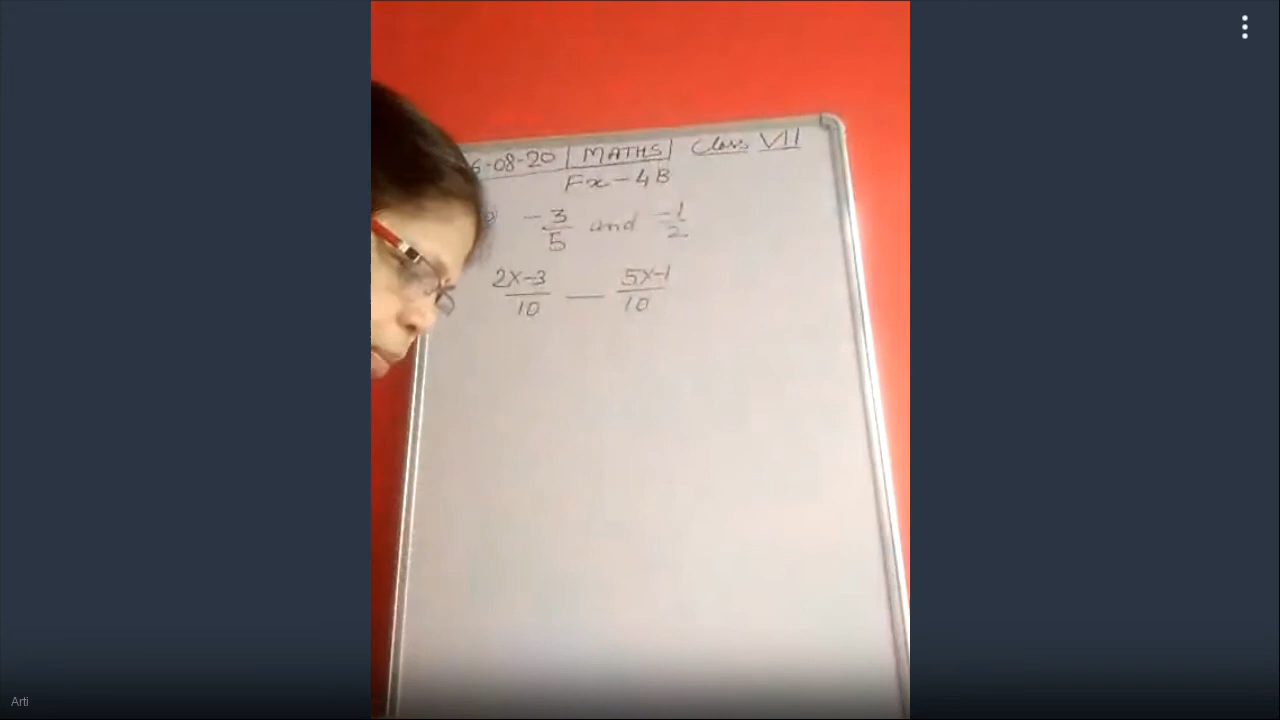 6-08-20 | MATHS | Class VII
Ex-4B
-3/5 and -1/2
2x-3/10 __ 5x-1/10
Arti